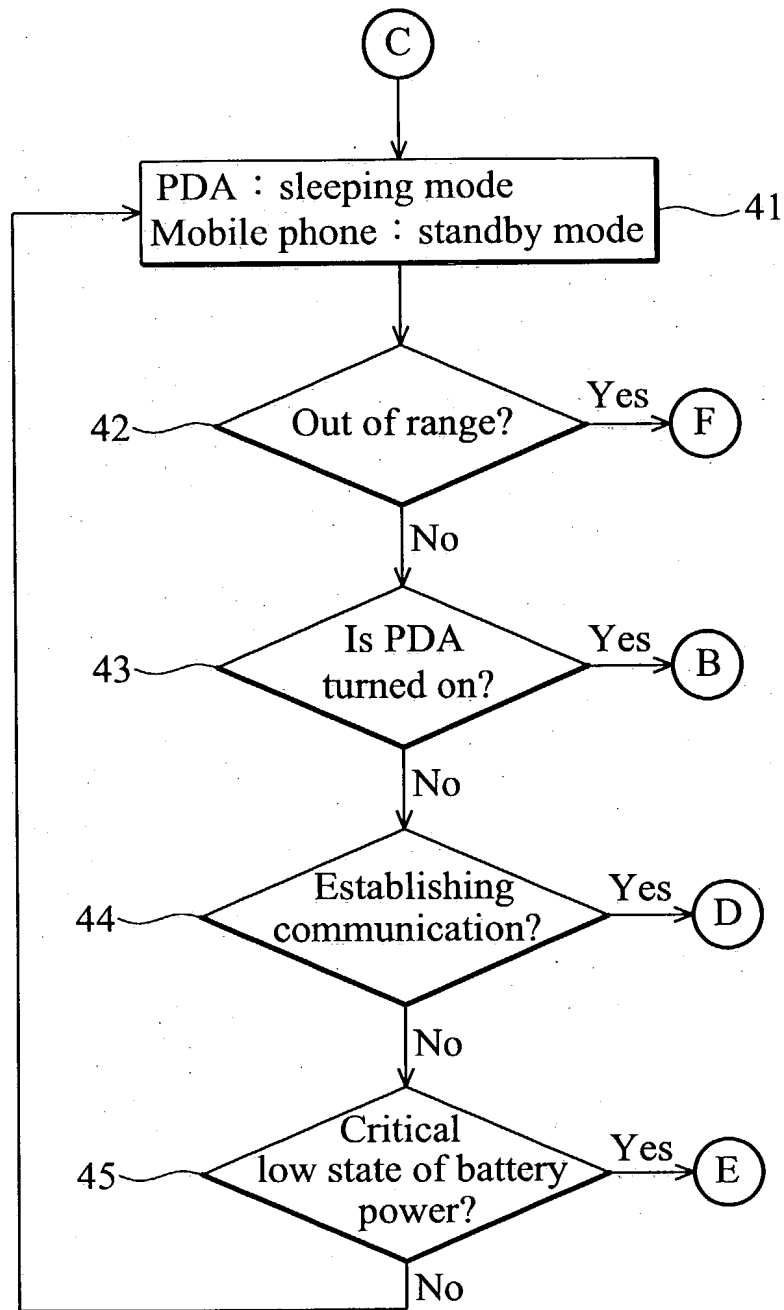 C
PDA : sleeping mode
Mobile phone : standby mode
41
42
Out of range?
Yes
F
No
43
Is PDA
turned on?
Yes
B
No
44
Establishing
communication?
Yes
D
No
45
Critical
low state of battery
power?
Yes
E
No